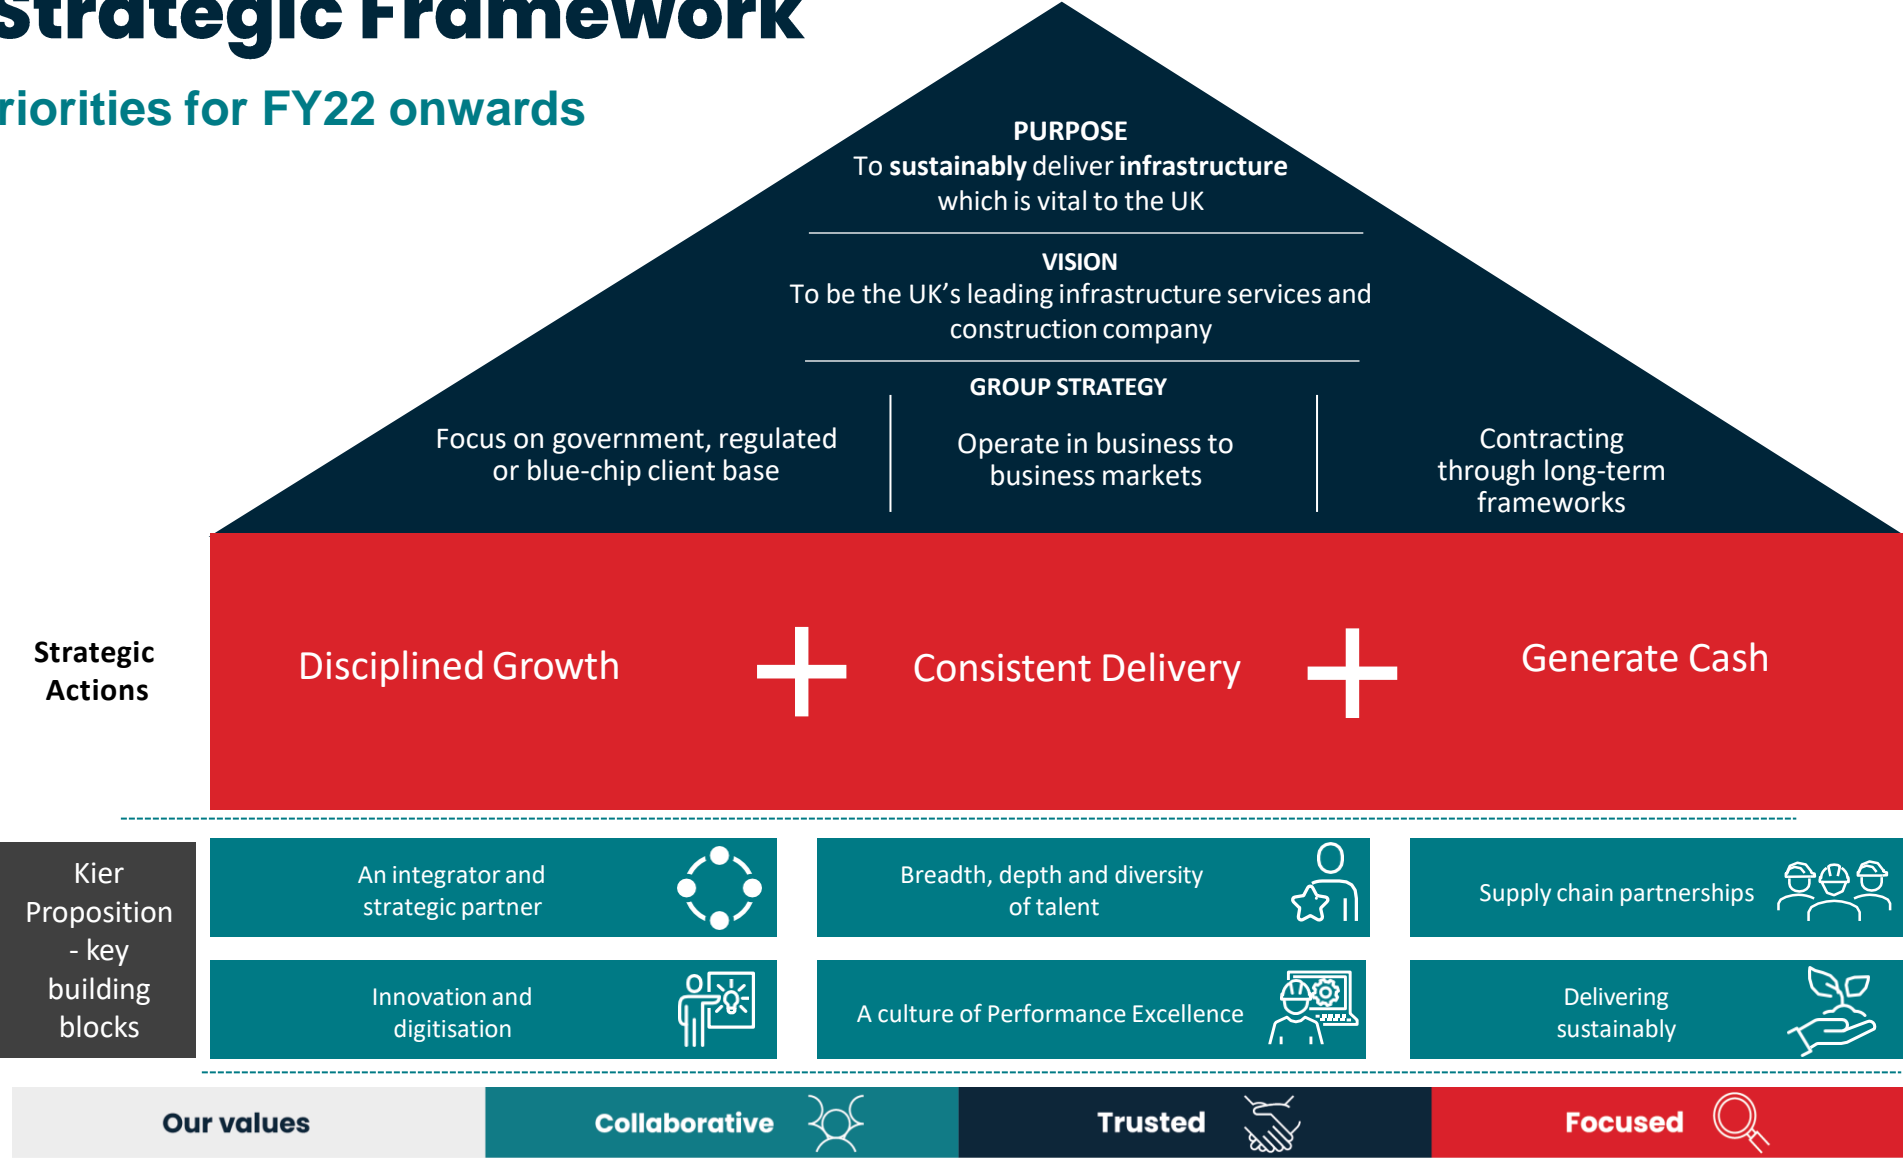 Strategic Framework
riorities for FY22 onwards
PURPOSE
To sustainably deliver infrastructure
which is vital to the UK
VISION
To be the UK’s leading infrastructure services and
construction company
GROUP STRATEGY
Focus on government, regulated
or blue-chip client base
Operate in business to
business markets
Contracting
through long-term
frameworks
Strategic
Actions
Disciplined Growth
+
Consistent Delivery
+
Generate Cash
Kier
Proposition
- key
building
blocks
An integrator and
strategic partner
Breadth, depth and diversity
of talent
Supply chain partnerships
Innovation and
digitisation
A culture of Performance Excellence
Delivering
sustainably
Our values
Collaborative
Trusted
Focused